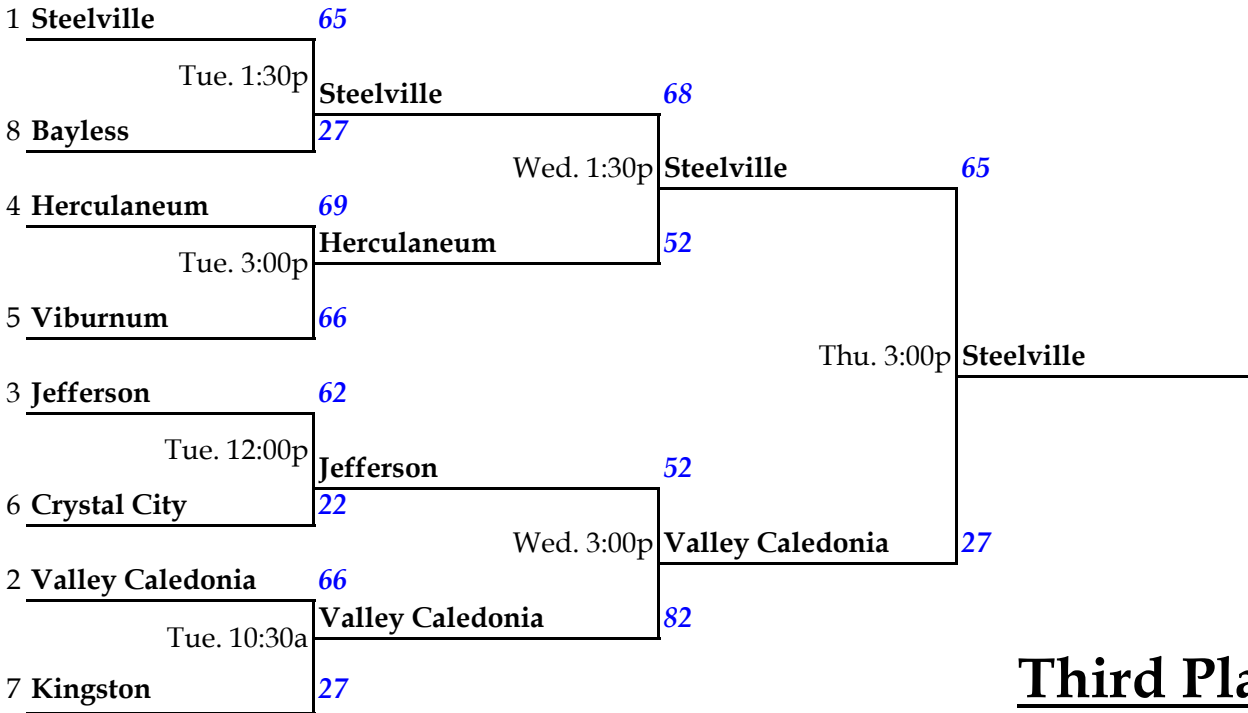 1 Steelville 65
Tue. 1:30p
Steelville 68
8 Bayless 27
Wed. 1:30p Steelville 65
4 Herculaneum 69
Herculaneum 52
Tue. 3:00p
5 Viburnum 66
Thu. 3:00p Steelville
3 Jefferson 62
Tue. 12:00p
Jefferson 52
6 Crystal City 22
Wed. 3:00p Valley Caledonia 27
2 Valley Caledonia 66
Valley Caledonia 82
Tue. 10:30a
7 Kingston 27
Third Pla